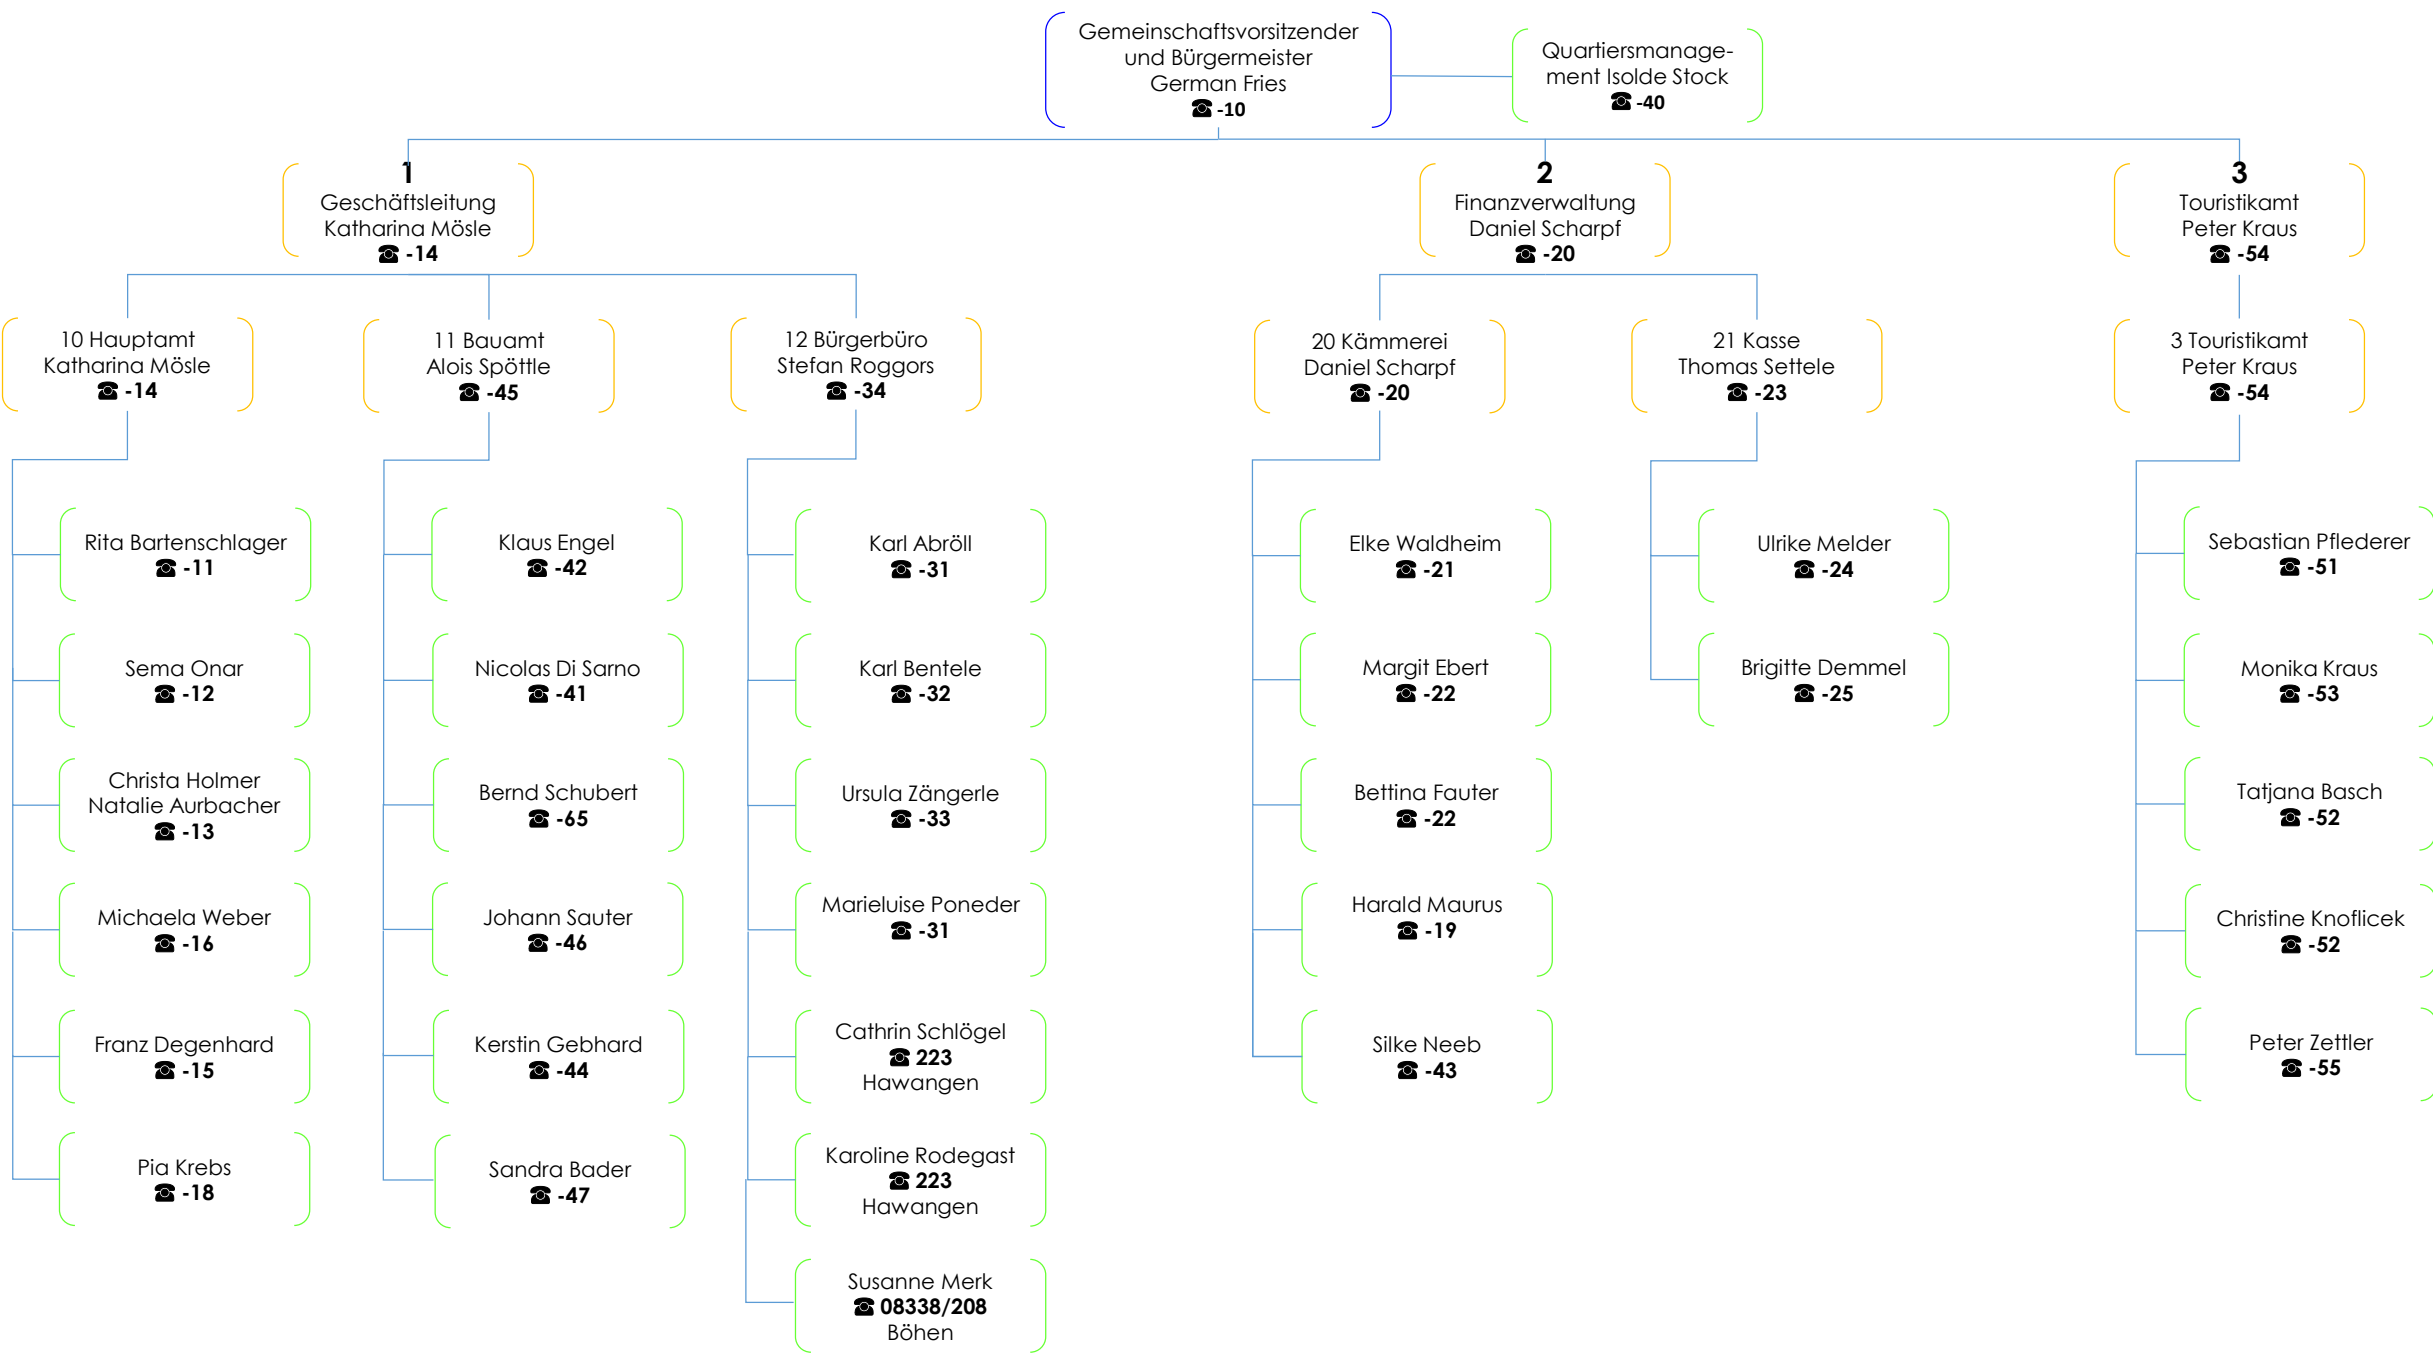 Gemeinschaftsvorsitzender
und Bürgermeister
German Fries
☎ -10
Quartiersmanage-
ment Isolde Stock
☎ -40
1
Geschäftsleitung
Katharina Mösle
☎ -14
2
Finanzverwaltung
Daniel Scharpf
☎ -20
3
Touristikamt
Peter Kraus
☎ -54
10 Hauptamt
Katharina Mösle
☎ -14
11 Bauamt
Alois Spöttle
☎ -45
12 Bürgerbüro
Stefan Roggors
☎ -34
20 Kämmerei
Daniel Scharpf
☎ -20
21 Kasse
Thomas Settele
☎ -23
3 Touristikamt
Peter Kraus
☎ -54
Rita Bartenschlager
☎ -11
Sema Onar
☎ -12
Christa Holmer
Natalie Aurbacher
☎ -13
Michaela Weber
☎ -16
Franz Degenhard
☎ -15
Pia Krebs
☎ -18
Klaus Engel
☎ -42
Nicolas Di Sarno
☎ -41
Bernd Schubert
☎ -65
Johann Sauter
☎ -46
Kerstin Gebhard
☎ -44
Sandra Bader
☎ -47
Karl Abröll
☎ -31
Karl Bentele
☎ -32
Ursula Zängerle
☎ -33
Marieluise Poneder
☎ -31
Cathrin Schlögel
☎ 223
Hawangen
Karoline Rodegast
☎ 223
Hawangen
Susanne Merk
☎ 08338/208
Böhen
Elke Waldheim
☎ -21
Margit Ebert
☎ -22
Bettina Fauter
☎ -22
Harald Maurus
☎ -19
Silke Neeb
☎ -43
Ulrike Melder
☎ -24
Brigitte Demmel
☎ -25
Sebastian Pflederer
☎ -51
Monika Kraus
☎ -53
Tatjana Basch
☎ -52
Christine Knoflicek
☎ -52
Peter Zettler
☎ -55